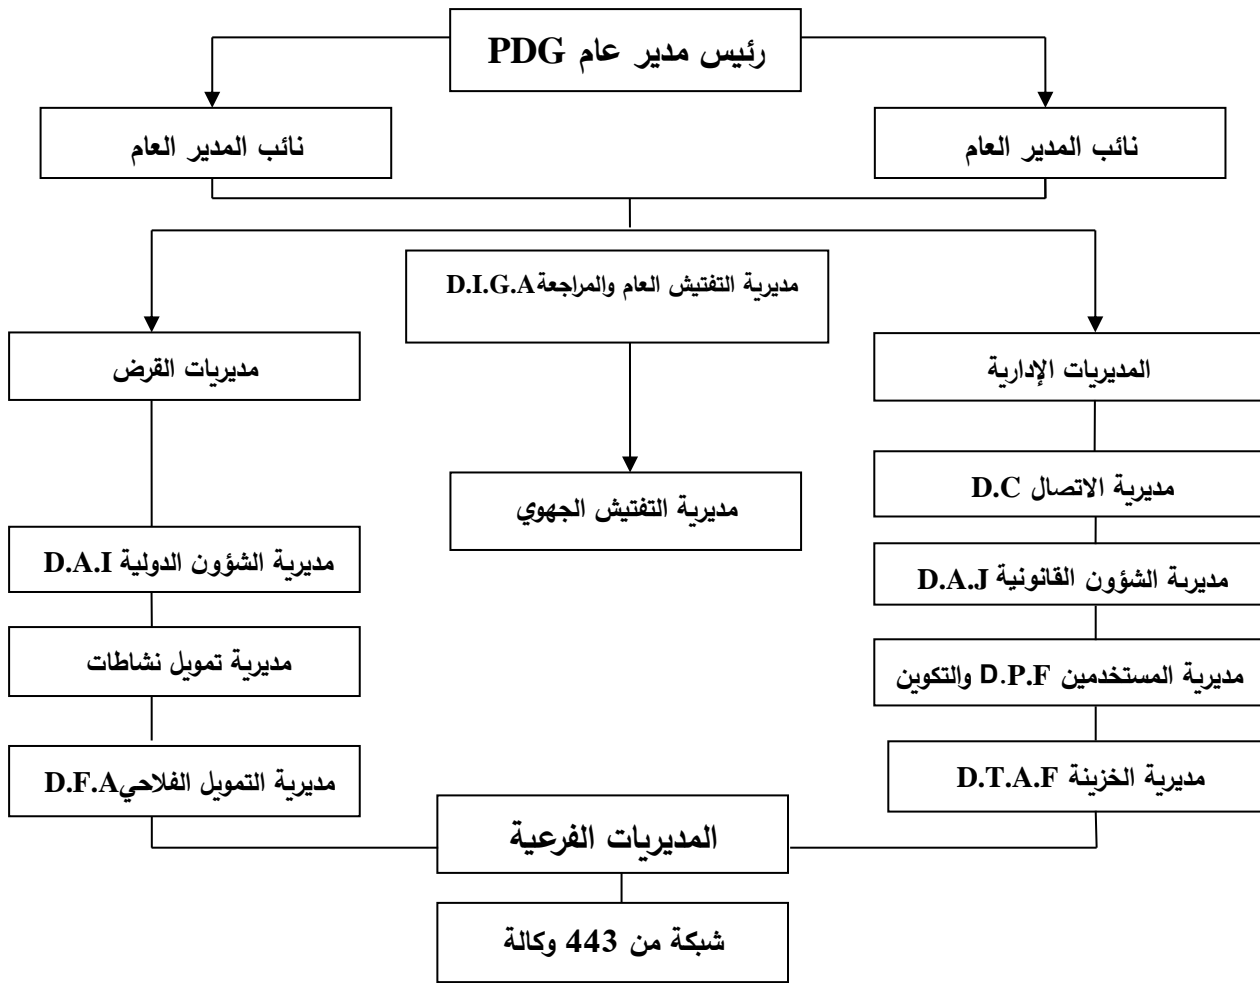 رئيس مدير عام PDG
نائب المدير العام
نائب المدير العام
مديرية التفتيش العام والمراجعة D.I.G.A
المديريات الإدارية
مديريات القرض
مديرية الاتصال D.C
مديرية التفتيش الجهوي
مديرية الشؤون القانونية D.A.J
مديرية الشؤون الدولية D.A.I
مديرية المستخدمين D.P.F والتكوين
مديرية تمويل نشاطات
مديرية الخزينة D.T.A.F
مديرية التمويل الفلاحي D.F.A
المديريات الفرعية
شبكة من 443 وكالة